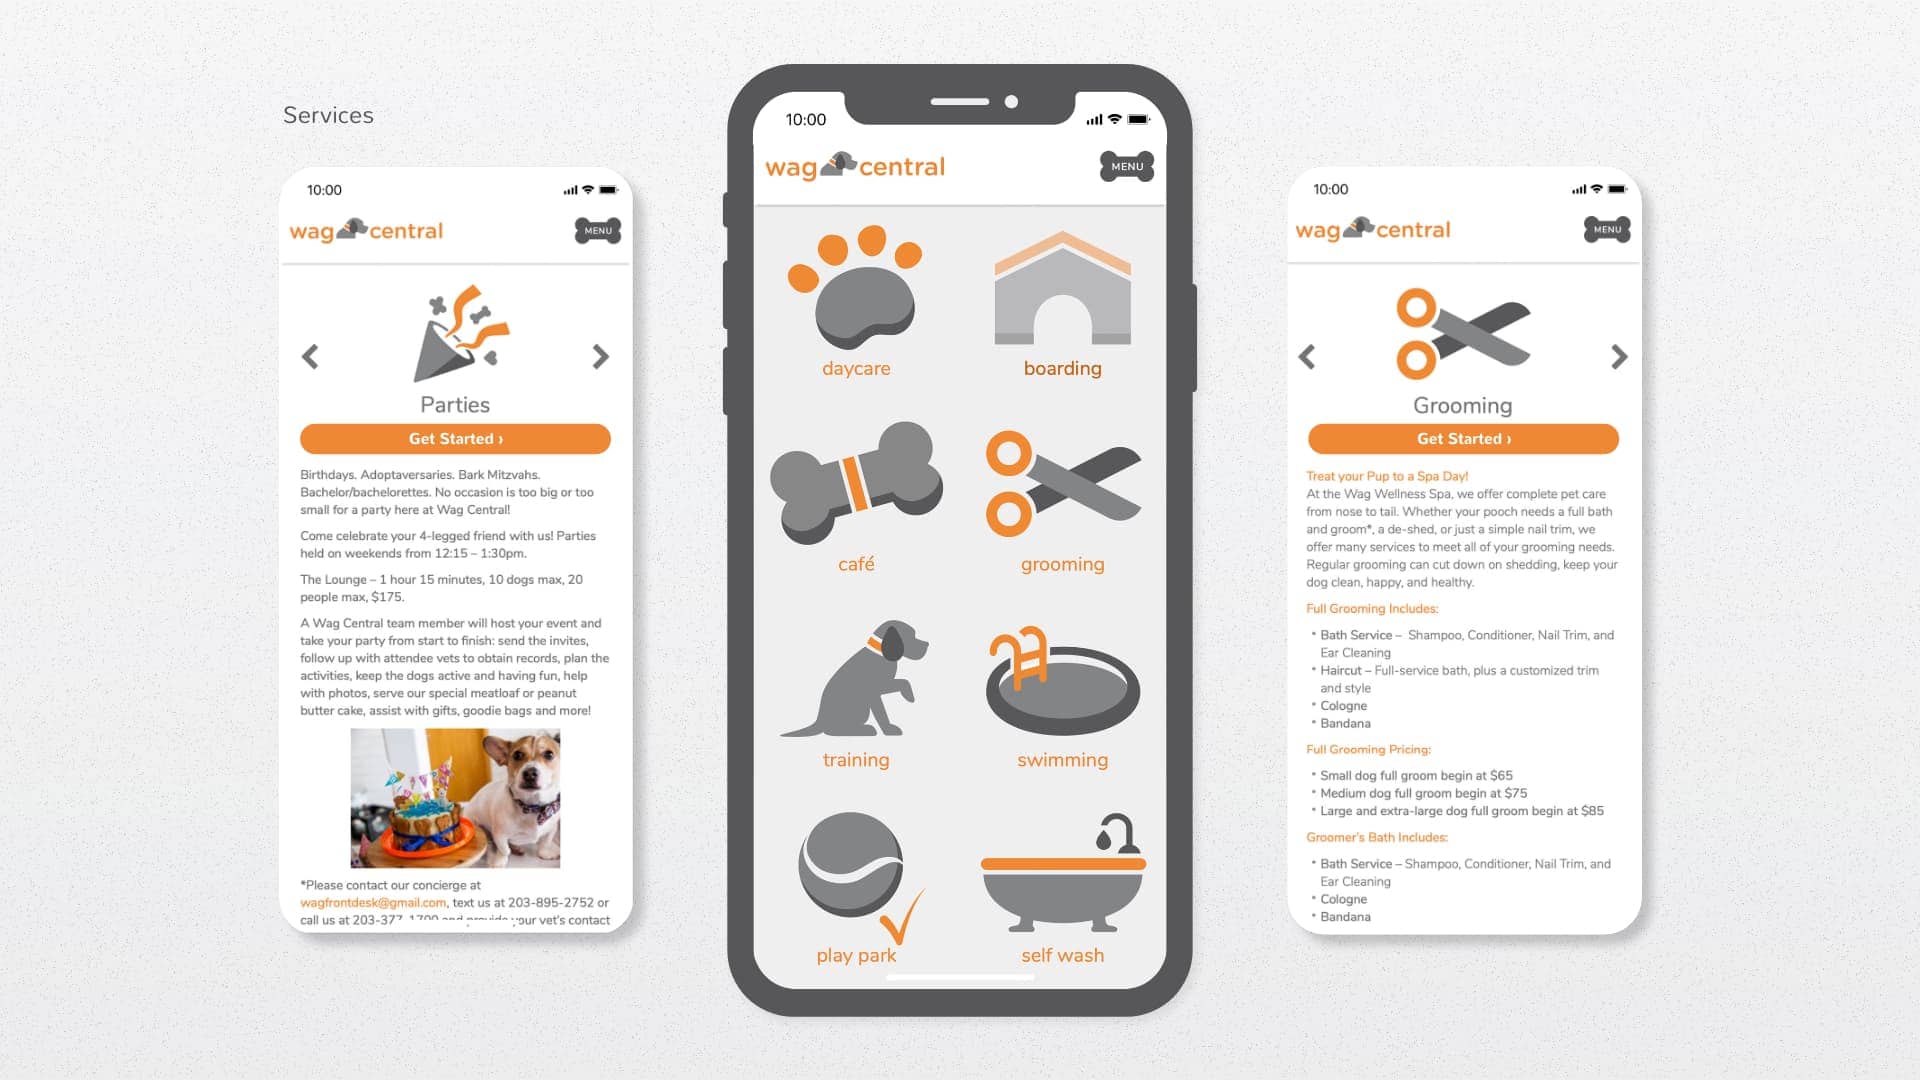 Services
10:00
wag central
MENU
Parties
Get Started ›
Birthdays. Adoptaversaries. Bark Mitzvahs.
Bachelor/bachelorettes. No occasion is too big or too
small for a party here at Wag Central!
Come celebrate your 4-legged friend with us! Parties
held on weekends from 12:15 – 1:30pm.
The Lounge – 1 hour 15 minutes, 10 dogs max, 20
people max, $175.
A Wag Central team member will host your event and
take your party from start to finish: send the invites,
follow up with attendee vets to obtain records, plan the
activities, keep the dogs active and having fun, help
with photos, serve our special meatloaf or peanut
butter cake, assist with gifts, goodie bags and more!
*Please contact our concierge at
wagfrontdesk@gmail.com, text us at 203-895-2752 or
call us at 203-377-1700 and provide your vet's contact
10:00
wag central
MENU
daycare
boarding
café
grooming
training
swimming
play park
self wash
10:00
wag central
MENU
Grooming
Get Started ›
Treat your Pup to a Spa Day!
At the Wag Wellness Spa, we offer complete pet care
from nose to tail. Whether your pooch needs a full bath
and groom*, a de-shed, or just a simple nail trim, we
offer many services to meet all of your grooming needs.
Regular grooming can cut down on shedding, keep your
dog clean, happy, and healthy.
Full Grooming Includes:
* Bath Service – Shampoo, Conditioner, Nail Trim, and
Ear Cleaning
* Haircut – Full-service bath, plus a customized trim
and style
* Cologne
* Bandana
Full Grooming Pricing:
* Small dog full groom begin at $65
* Medium dog full groom begin at $75
* Large and extra-large dog full groom begin at $85
Groomer's Bath Includes:
* Bath Service – Shampoo, Conditioner, Nail Trim, and
Ear Cleaning
* Cologne
* Bandana